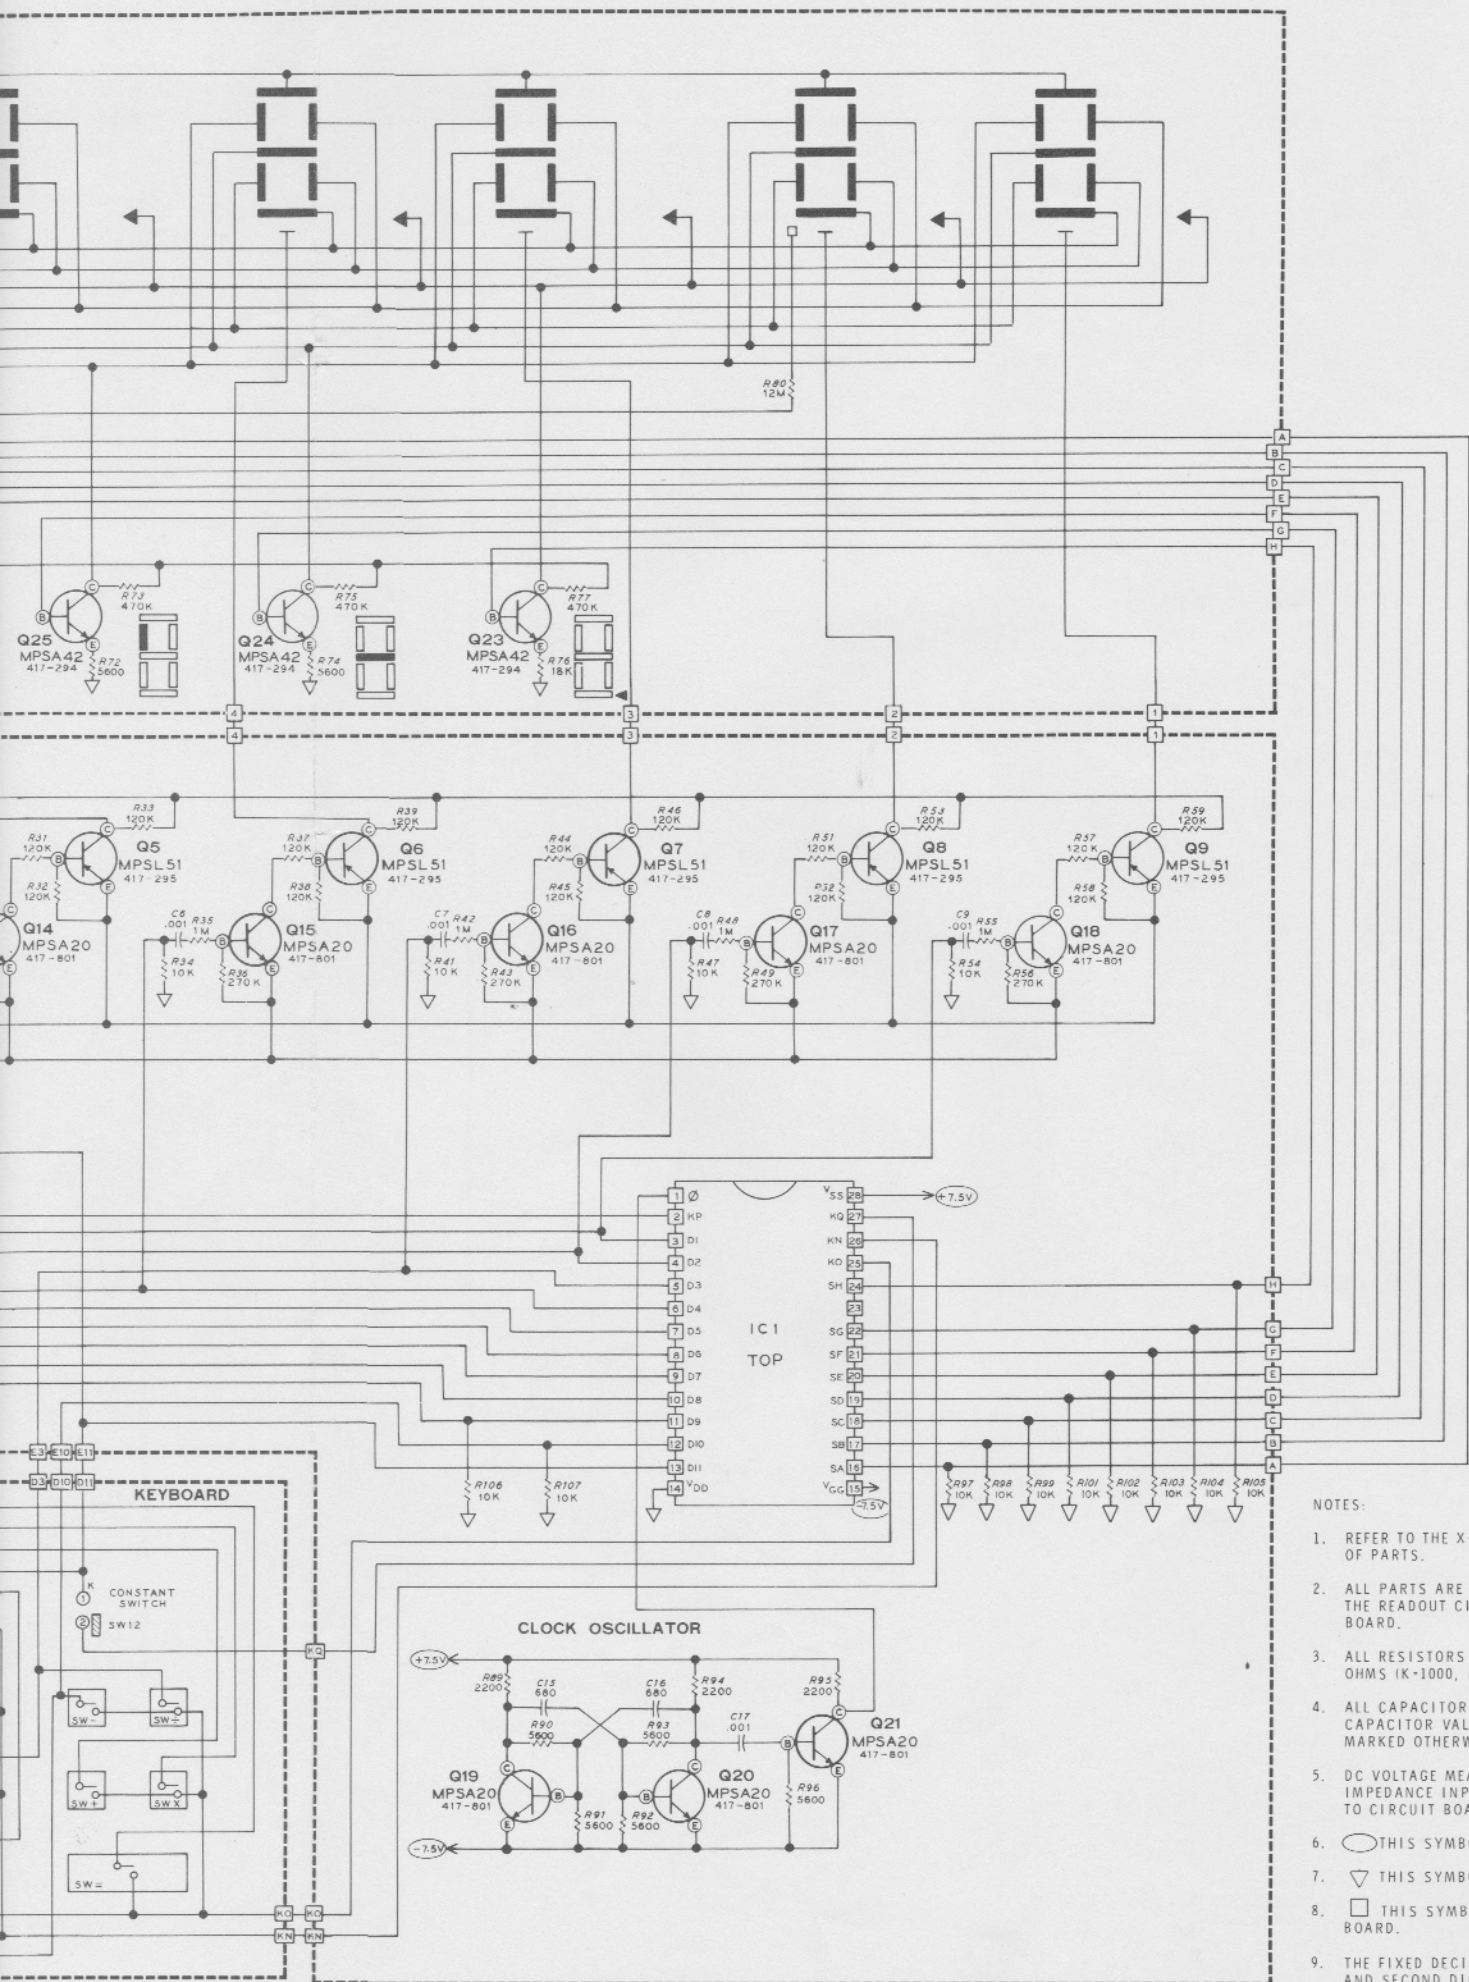 R80
12M
A
B
C
D
E
F
G
H
C
R73
470K
B
Q25
MPSA42
417-294
E
R72
5600
C
R75
470K
B
Q24
MPSA42
417-294
E
R74
5600
C
R77
470K
B
Q23
MPSA42
417-294
E
R76
18K
4
3
2
1
4
3
2
1
R33
120K
R31
120K
C
B
Q5
MPSL51
417-295
R32
120K
E
R39
120K
R37
120K
C
B
Q6
MPSL51
417-295
R38
120K
E
R46
120K
R44
120K
C
B
Q7
MPSL51
417-295
R45
120K
E
R53
120K
R51
120K
C
B
Q8
MPSL51
417-295
120K
E
R59
120K
R57
120K
C
B
Q9
MPSL51
417-295
R58
120K
E
C
Q14
MPSA20
417-801
E
C6
.001
R35
1M
C
B
Q15
MPSA20
417-801
R34
10K
R36
270K
E
C7
.001
R42
1M
C
B
Q16
MPSA20
417-801
R41
10K
R43
270K
E
C8
.001
R48
1M
C
B
Q17
MPSA20
417-801
R47
10K
R49
270K
E
C9
.001
R55
1M
C
B
Q18
MPSA20
417-801
R54
10K
R56
270K
E
1 Ø
2 KP
3 D1
4 D2
5 D3
6 D4
7 D5
8 D6
9 D7
10 D8
11 D9
12 D10
13 D11
14 VDD
IC1
TOP
VSS 28
+7.5V
KQ 27
KN 26
KO 25
SH 24
23
SG 22
SF 21
SE 20
SD 19
SC 18
SB 17
SA 16
VGG 15
-7.5V
H
G
F
E
D
C
B
A
R106
10K
R107
10K
R97
10K
R98
10K
R99
10K
R101
10K
R102
10K
R103
10K
R104
10K
R105
10K
E3 E10 E11
D3 D10 D11
KEYBOARD
K
1
CONSTANT
SWITCH
2
SW12
KQ
SW-
SW÷
SW+
SWX
SW=
KO KO
KN KN
CLOCK OSCILLATOR
+7.5V
R89
2200
C15
680
C16
680
R94
2200
R95
2200
R90
5600
R93
5600
C17
.001
C
B
Q21
MPSA20
417-801
E
C
Q19
MPSA20
417-801
B
E
C
B
Q20
MPSA20
417-801
E
R91
5600
R92
5600
R96
5600
-7.5V
NOTES:
1. REFER TO THE X
OF PARTS.
2. ALL PARTS ARE
THE READOUT CI
BOARD.
3. ALL RESISTORS
OHMS (K=1000,
4. ALL CAPACITOR
CAPACITOR VAL
MARKED OTHERW
5. DC VOLTAGE MEA
IMPEDANCE INP
TO CIRCUIT BOA
6. THIS SYMBO
7. THIS SYMBO
8. THIS SYMB
BOARD.
9. THE FIXED DECI
AND SECOND DI